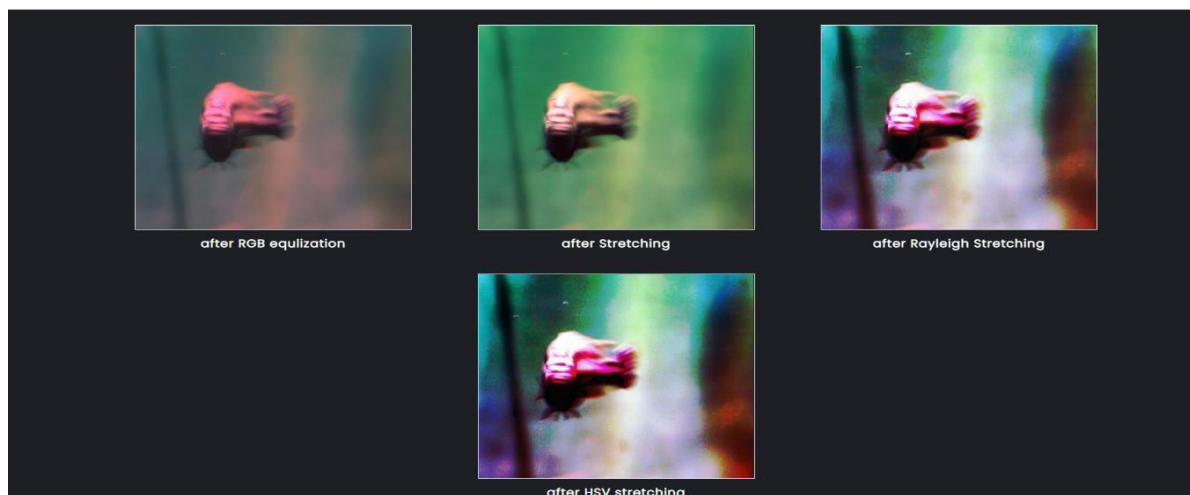 after RGB equlization
after Stretching
after Rayleigh Stretching
after HSV stretching